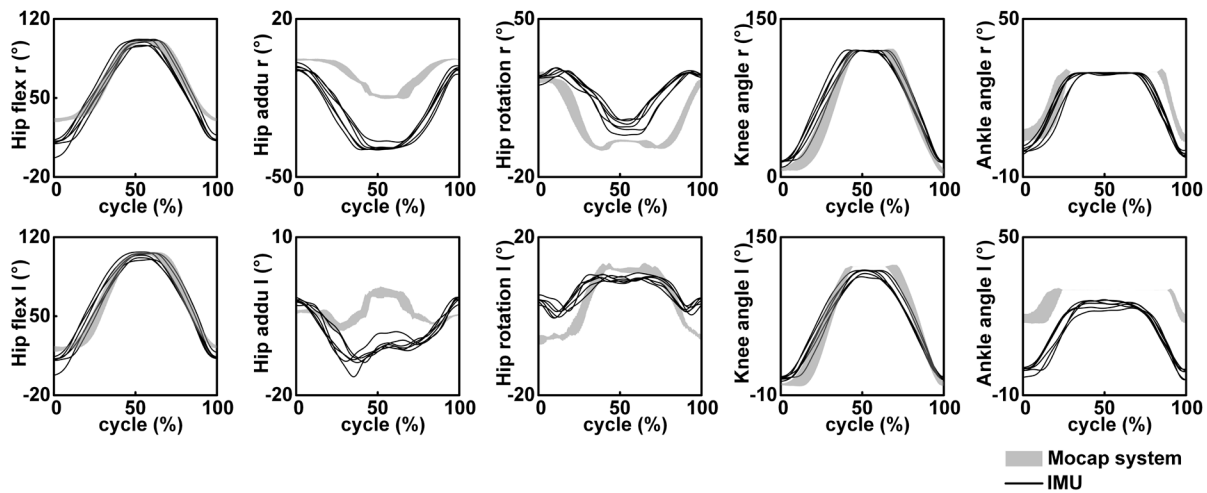 Hip flex r (°)
120
50
-20
0
50
100
cycle (%)
Hip addu r (°)
20
-50
0
50
100
cycle (%)
Hip rotation r (°)
20
-20
0
50
100
cycle (%)
Knee angle r (°)
150
0
0
50
100
cycle (%)
Ankle angle r (°)
50
-10
0
50
100
cycle (%)
Hip flex l (°)
120
50
-20
0
50
100
cycle (%)
Hip addu l (°)
10
-20
0
50
100
cycle (%)
Hip rotation l (°)
20
-20
0
50
100
cycle (%)
Knee angle l (°)
150
-10
0
50
100
cycle (%)
Ankle angle l (°)
50
-10
0
50
100
cycle (%)
Mocap system
IMU